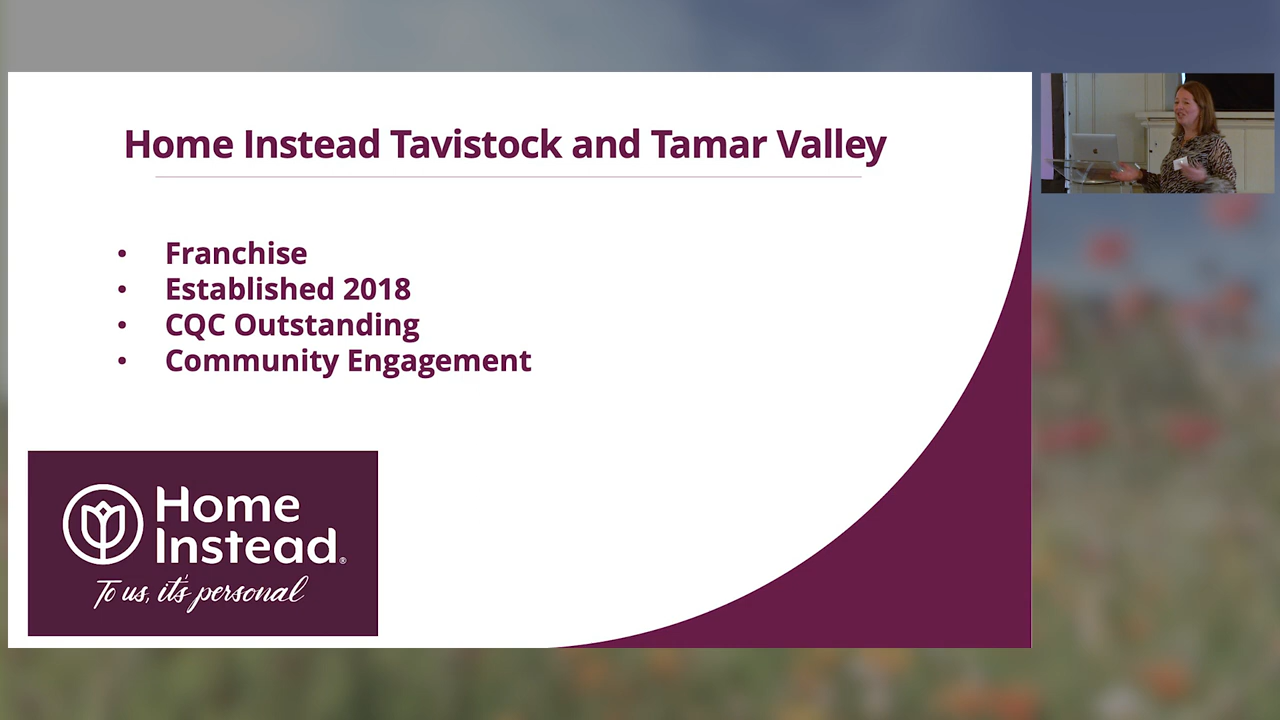 Home Instead Tavistock and Tamar Valley
• Franchise
• Established 2018
• CQC Outstanding
• Community Engagement
Home
Instead®
To us, it's personal